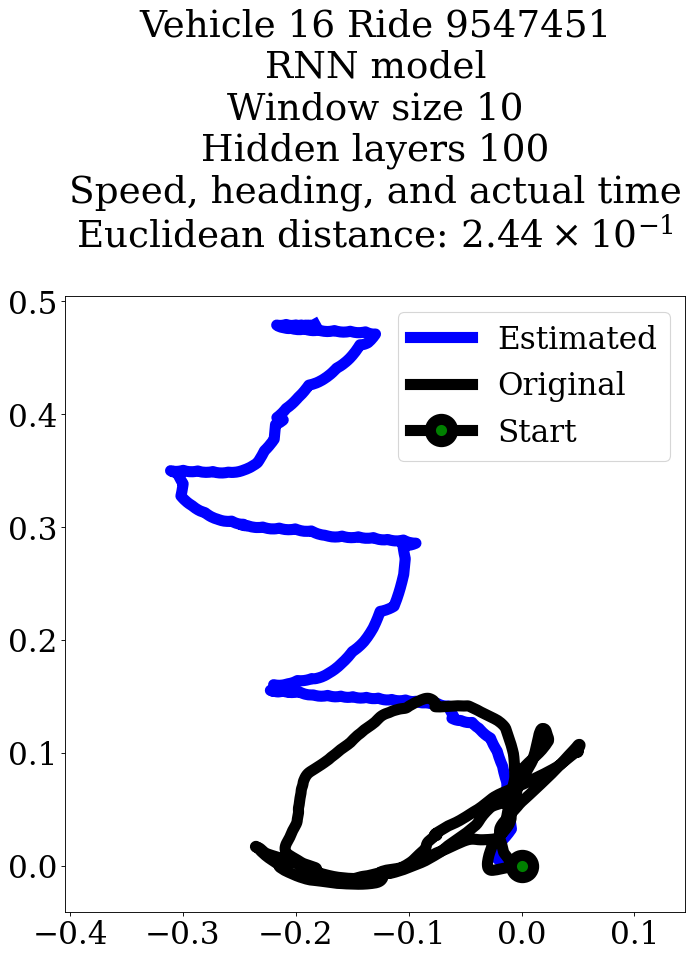 Vehicle 16 Ride 9547451
RNN model
Window size 10
Hidden layers 100
Speed, heading, and actual time
Euclidean distance: 2.44 × 10⁻¹
0.5
0.4
0.3
0.2
0.1
0.0
Estimated
Original
Start
−0.4 −0.3 −0.2 −0.1 0.0 0.1